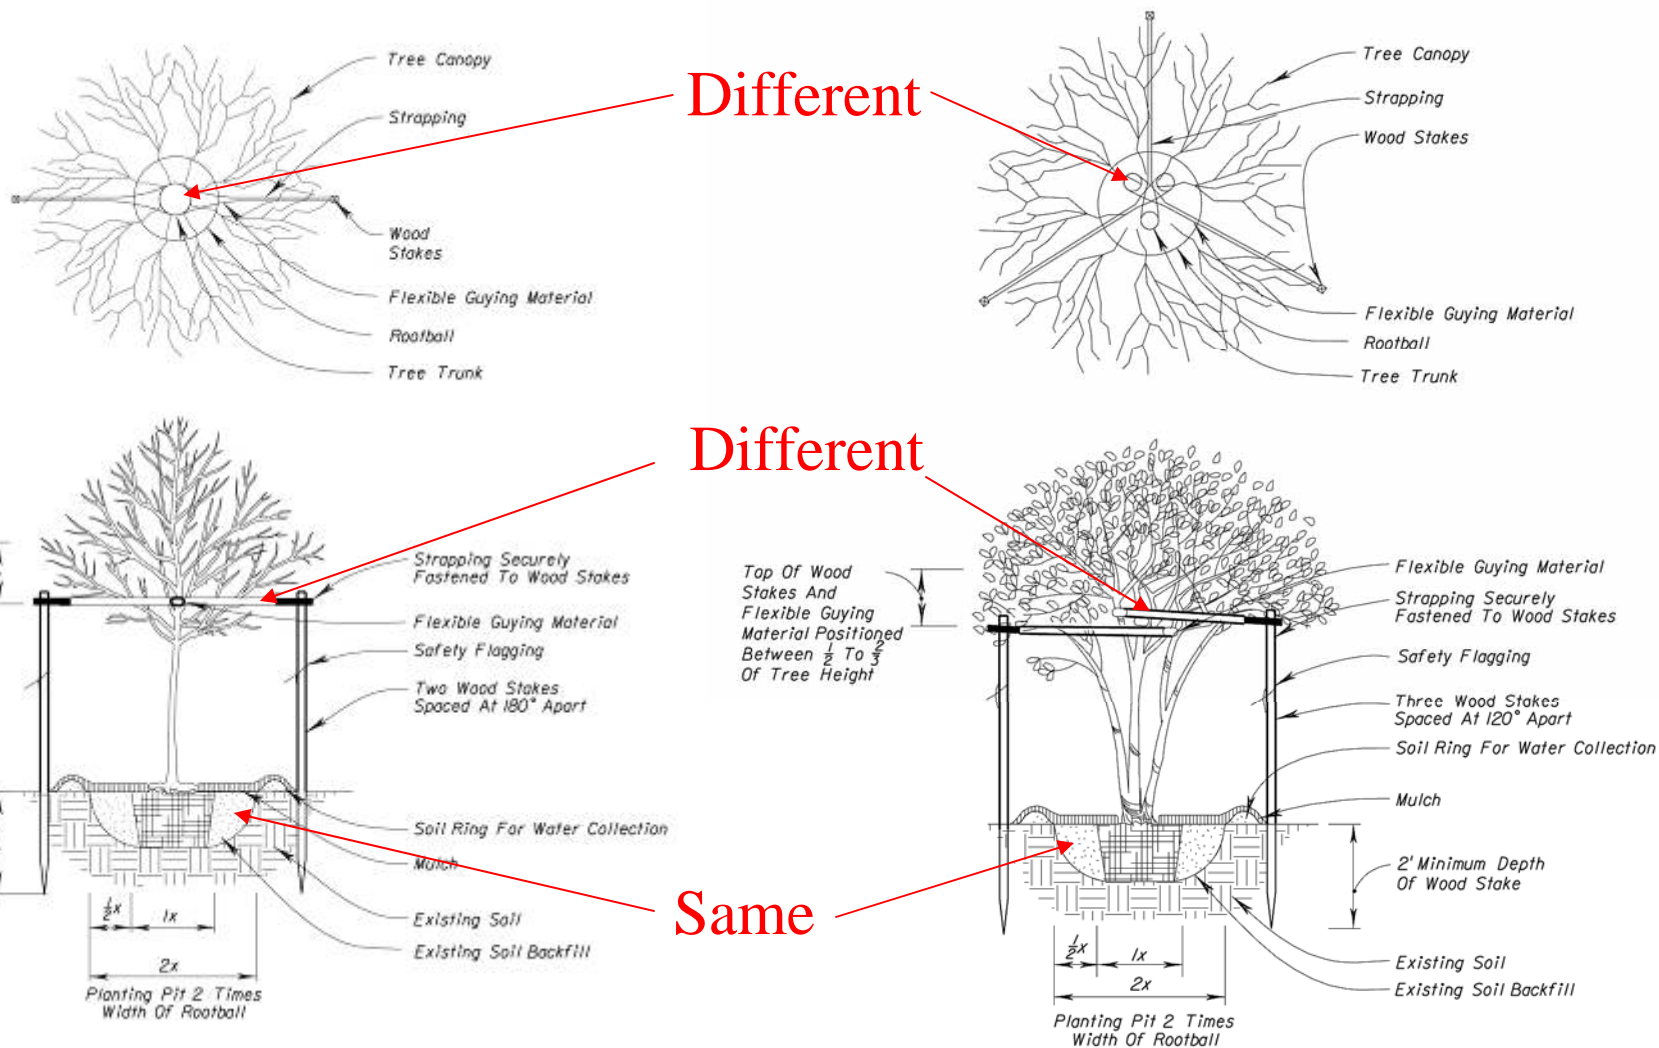 Tree Canopy
Strapping
Wood
Stakes
Flexible Guying Material
Rootball
Tree Trunk
Different
Tree Canopy
Strapping
Wood Stakes
Flexible Guying Material
Rootball
Tree Trunk
Different
Strapping Securely
Fastened To Wood Stakes
Flexible Guying Material
Safety Flagging
Two Wood Stakes
Spaced At 180° Apart
Soil Ring For Water Collection
Mulch
Existing Soil
Existing Soil Backfill
½x
1x
2x
Planting Pit 2 Times
Width Of Rootball
Same
Top Of Wood
Stakes And
Flexible Guying
Material Positioned
Between ½ To ⅔
Of Tree Height
Flexible Guying Material
Strapping Securely
Fastened To Wood Stakes
Safety Flagging
Three Wood Stakes
Spaced At 120° Apart
Soil Ring For Water Collection
Mulch
2' Minimum Depth
Of Wood Stake
Existing Soil
Existing Soil Backfill
½x
1x
2x
Planting Pit 2 Times
Width Of Rootball